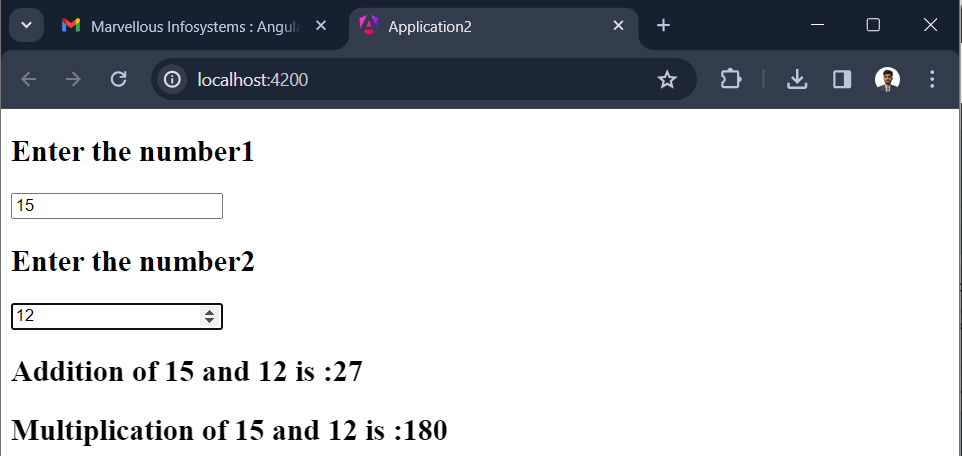 Marvellous Infosystems : Angula
Application2
localhost:4200
Enter the number1
15
Enter the number2
12
Addition of 15 and 12 is :27
Multiplication of 15 and 12 is :180